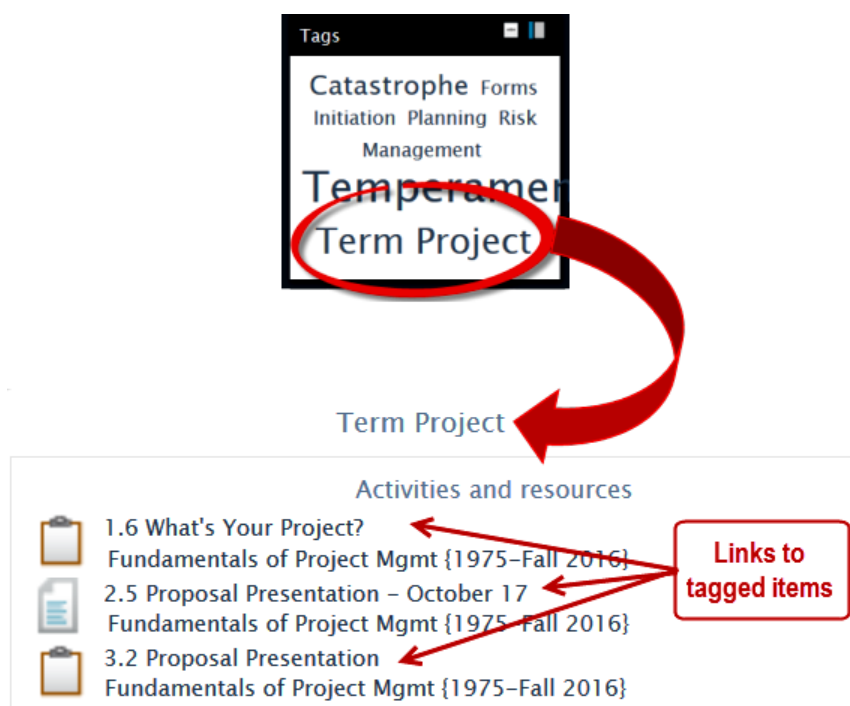 Tags
Catastrophe Forms
Initiation Planning Risk
Management
Temperamen
Term Project
Term Project
Activities and resources
1.6 What's Your Project?
Fundamentals of Project Mgmt {1975-Fall 2016}
2.5 Proposal Presentation - October 17
Fundamentals of Project Mgmt {1975-Fall 2016}
3.2 Proposal Presentation
Fundamentals of Project Mgmt {1975-Fall 2016}
Links to
tagged items